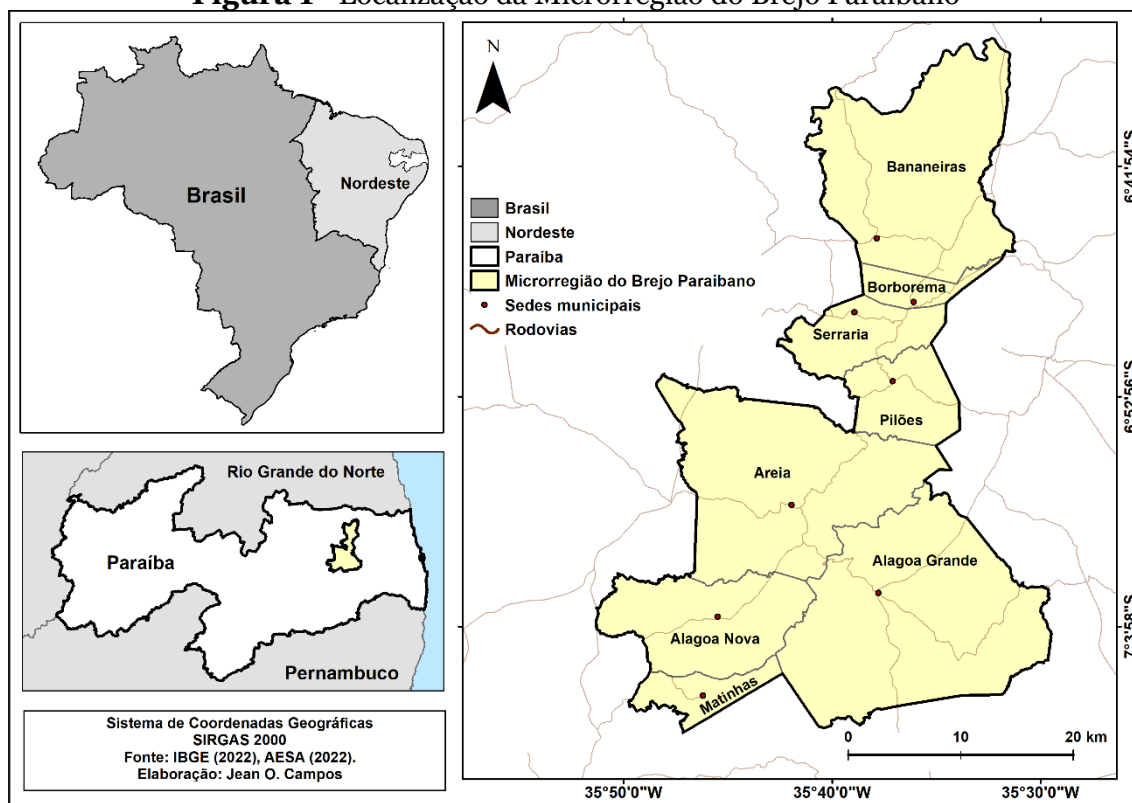 Figura 1 - Localização da Microrregião do Brejo Paraibano
Brasil
Nordeste
Rio Grande do Norte
Paraíba
Pernambuco
Sistema de Coordenadas Geográficas
SIRGAS 2000
Fonte: IBGE (2022), AESA (2022).
Elaboração: Jean O. Campos
N
Brasil
Nordeste
Paraíba
Microrregião do Brejo Paraibano
Sedes municipais
Rodovias
Bananeiras
Borborema
Serraria
Pilões
Areia
Alagoa Grande
Alagoa Nova
Matinhas
0 10 20 km
6°41'54"S
6°52'56"S
7°3'58"S
35°50'0"W 35°40'0"W 35°30'0"W